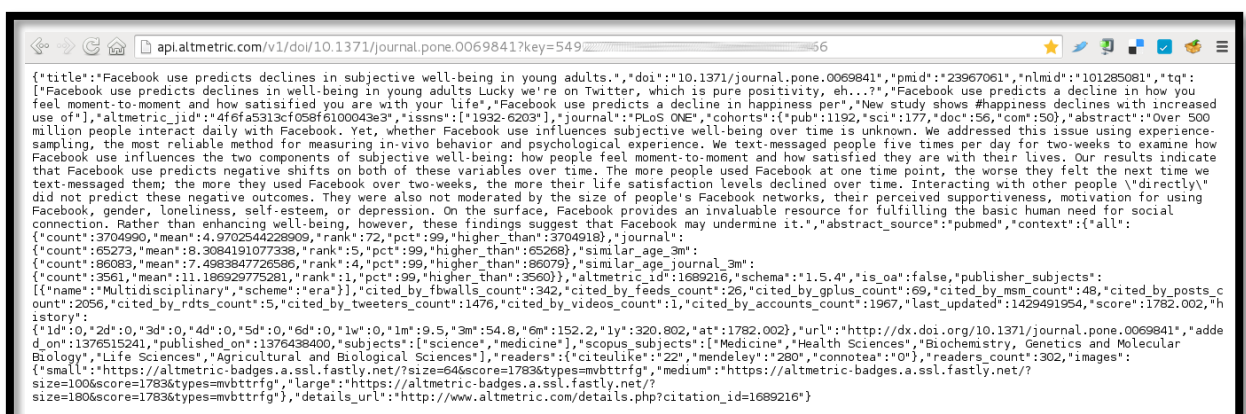 api.altmetric.com/v1/doi/10.1371/journal.pone.0069841?key=549 66
{"title":"Facebook use predicts declines in subjective well-being in young adults.","doi":"10.1371/journal.pone.0069841","pmid":"23967061","nlmid":"101285081","tq":
["Facebook use predicts declines in well-being in young adults Lucky we're on Twitter, which is pure positivity, eh...?","Facebook use predicts a decline in how you
feel moment-to-moment and how satisified you are with your life","Facebook use predicts a decline in happiness per","New study shows #happiness declines with increased
use of"],"altmetric_jid":"4f6fa5313cf058f6100043e3","issns":["1932-6203"],"journal":"PLoS ONE","cohorts":{"pub":1192,"sci":177,"doc":56,"com":50},"abstract":"Over 500
million people interact daily with Facebook. Yet, whether Facebook use influences subjective well-being over time is unknown. We addressed this issue using experience-
sampling, the most reliable method for measuring in-vivo behavior and psychological experience. We text-messaged people five times per day for two-weeks to examine how
Facebook use influences the two components of subjective well-being: how people feel moment-to-moment and how satisfied they are with their lives. Our results indicate
that Facebook use predicts negative shifts on both of these variables over time. The more people used Facebook at one time point, the worse they felt the next time we
text-messaged them; the more they used Facebook over two-weeks, the more their life satisfaction levels declined over time. Interacting with other people \"directly\"
did not predict these negative outcomes. They were also not moderated by the size of people's Facebook networks, their perceived supportiveness, motivation for using
Facebook, gender, loneliness, self-esteem, or depression. On the surface, Facebook provides an invaluable resource for fulfilling the basic human need for social
connection. Rather than enhancing well-being, however, these findings suggest that Facebook may undermine it.","abstract_source":"pubmed","context":{"all":
{"count":3704990,"mean":4.9702544228909,"rank":72,"pct":99,"higher_than":3704918},"journal":
{"count":65273,"mean":8.3084191077338,"rank":5,"pct":99,"higher_than":65268},"similar_age_3m":
{"count":86083,"mean":7.4983847726586,"rank":4,"pct":99,"higher_than":86079},"similar_age_journal_3m":
{"count":3561,"mean":11.186929775281,"rank":1,"pct":99,"higher_than":3560}},"altmetric_id":1689216,"schema":"1.5.4","is_oa":false,"publisher_subjects":
[{"name":"Multidisciplinary","scheme":"era"}],"cited_by_fbwalls_count":342,"cited_by_feeds_count":26,"cited_by_gplus_count":69,"cited_by_msm_count":48,"cited_by_posts_c
ount":2056,"cited_by_rdts_count":5,"cited_by_tweeters_count":1476,"cited_by_videos_count":1,"cited_by_accounts_count":1967,"last_updated":1429491954,"score":1782.002,"h
istory":
{"1d":0,"2d":0,"3d":0,"4d":0,"5d":0,"6d":0,"1w":0,"1m":9.5,"3m":54.8,"6m":152.2,"1y":320.802,"at":1782.002},"url":"http://dx.doi.org/10.1371/journal.pone.0069841","adde
d_on":1376515241,"published_on":1376438400,"subjects":["science","medicine"],"scopus_subjects":["Medicine","Health Sciences","Biochemistry, Genetics and Molecular
Biology","Life Sciences","Agricultural and Biological Sciences"],"readers":{"citeulike":"22","mendeley":"280","connotea":"0"},"readers_count":302,"images":
{"small":"https://altmetric-badges.a.ssl.fastly.net/?size=64&score=1783&types=mvbttrfg","medium":"https://altmetric-badges.a.ssl.fastly.net/?
size=100&score=1783&types=mvbttrfg","large":"https://altmetric-badges.a.ssl.fastly.net/?
size=180&score=1783&types=mvbttrfg"},"details_url":"http://www.altmetric.com/details.php?citation_id=1689216"}